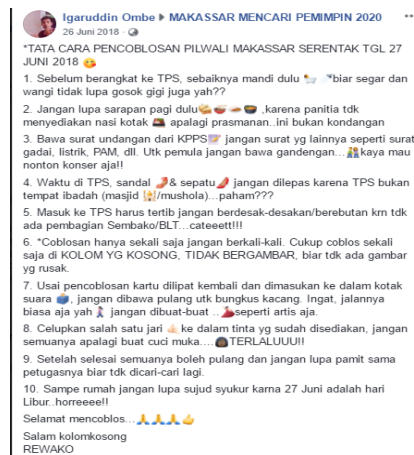 Igaruddin Ombe ▸ MAKASSAR MENCARI PEMIMPIN 2020
26 Juni 2018 ·
*TATA CARA PENCOBLOSAN PILWALI MAKASSAR SERENTAK TGL 27
JUNI 2018 😋
1. Sebelum berangkat ke TPS, sebaiknya mandi dulu 🛀 🚿biar segar dan
wangi tidak lupa gosok gigi juga yah??
2. Jangan lupa sarapan pagi dulu ,karena panitia tdk
menyediakan nasi kotak 🍱 apalagi prasmanan..ini bukan kondangan
3. Bawa surat undangan dari KPPS📝 jangan surat yg lainnya seperti surat
gadai, listrik, PAM, dll. Utk pemula jangan bawa gandengan...👫kaya mau
nonton konser aja!!
4. Waktu di TPS, sandal & sepatu jangan dilepas karena TPS bukan
tempat ibadah (masjid 🕌/mushola)...paham???
5. Masuk ke TPS harus tertib jangan berdesak-desakan/berebutan krn tdk
ada pembagian Sembako/BLT...cateeett!!!
6. *Coblosan hanya sekali saja jangan berkali-kali. Cukup coblos sekali
saja di KOLOM YG KOSONG, TIDAK BERGAMBAR, biar tdk ada gambar
yg rusak.
7. Usai pencoblosan kartu dilipat kembali dan dimasukan ke dalam kotak
suara 🗳, jangan dibawa pulang utk bungkus kacang. Ingat, jalannya
biasa aja yah🚶 jangan dibuat-buat ..💃seperti artis aja.
8. Celupkan salah satu jari ☝ ke dalam tinta yg sudah disediakan, jangan
semuanya apalagi buat cuci muka....TERLALUUU!!
9. Setelah selesai semuanya boleh pulang dan jangan lupa pamit sama
petugasnya biar tdk dicari-cari lagi.
10. Sampe rumah jangan lupa sujud syukur karna 27 Juni adalah hari
Libur..horreeee!!
Selamat mencoblos...🙏🙏🙏👍
Salam kolomkosong
REWAKO